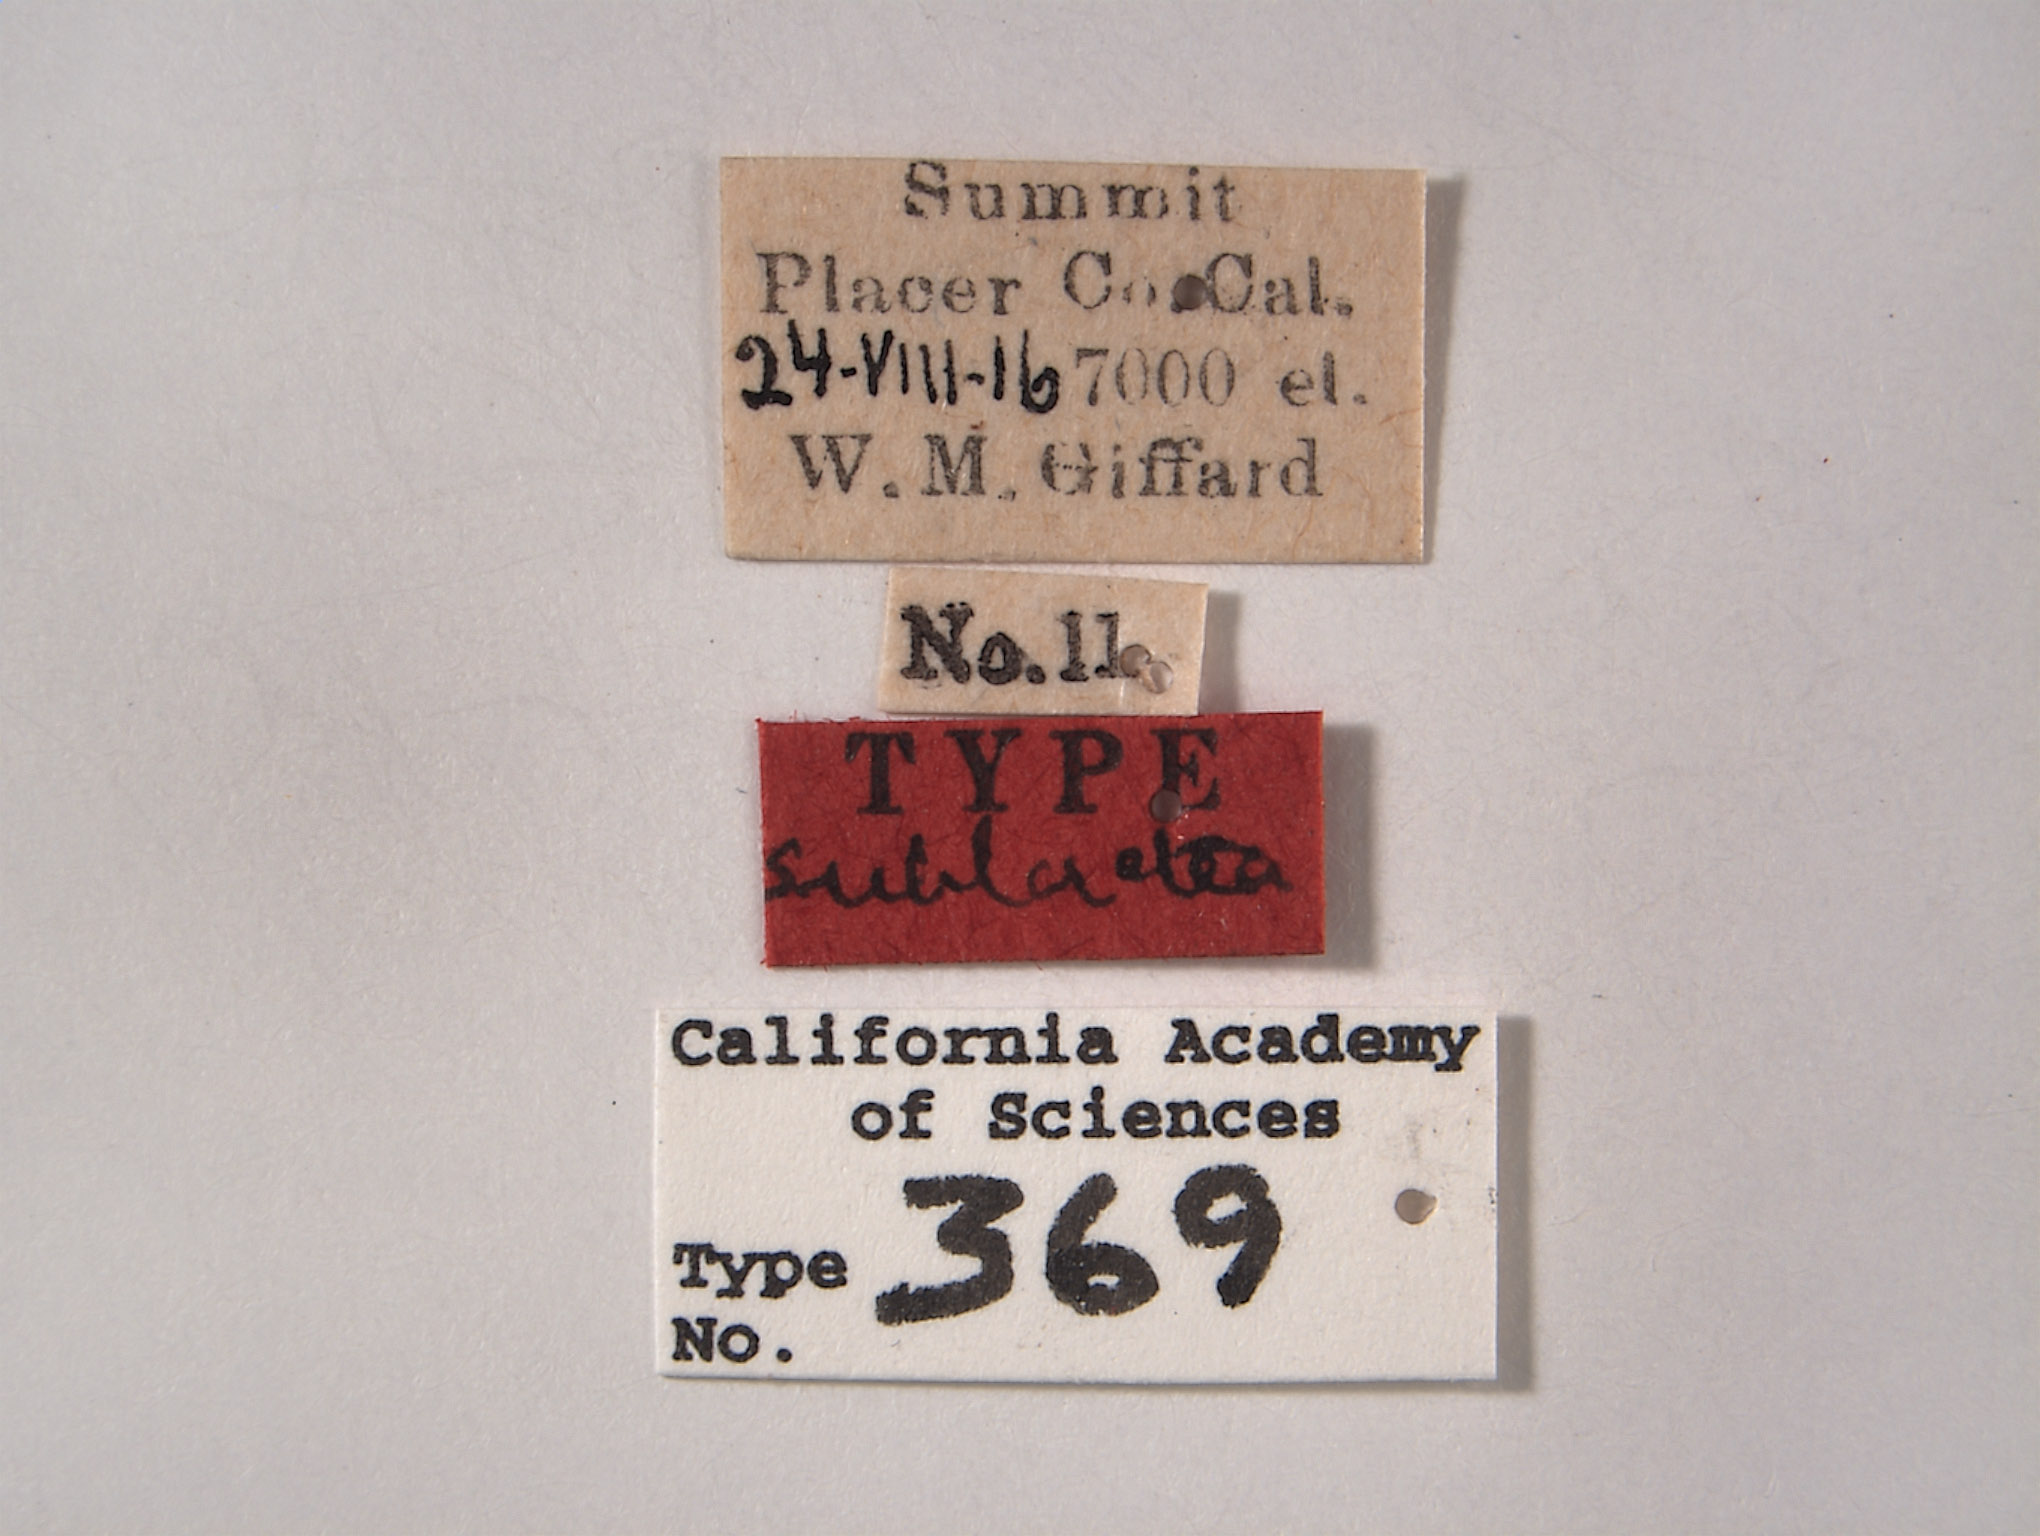 Summit
Placer Co. Cal.
24-VIII-16 7000 el.
W. M. Giffard
No. 11.
TYPE
California Academy
of Sciences
Type 369
No.